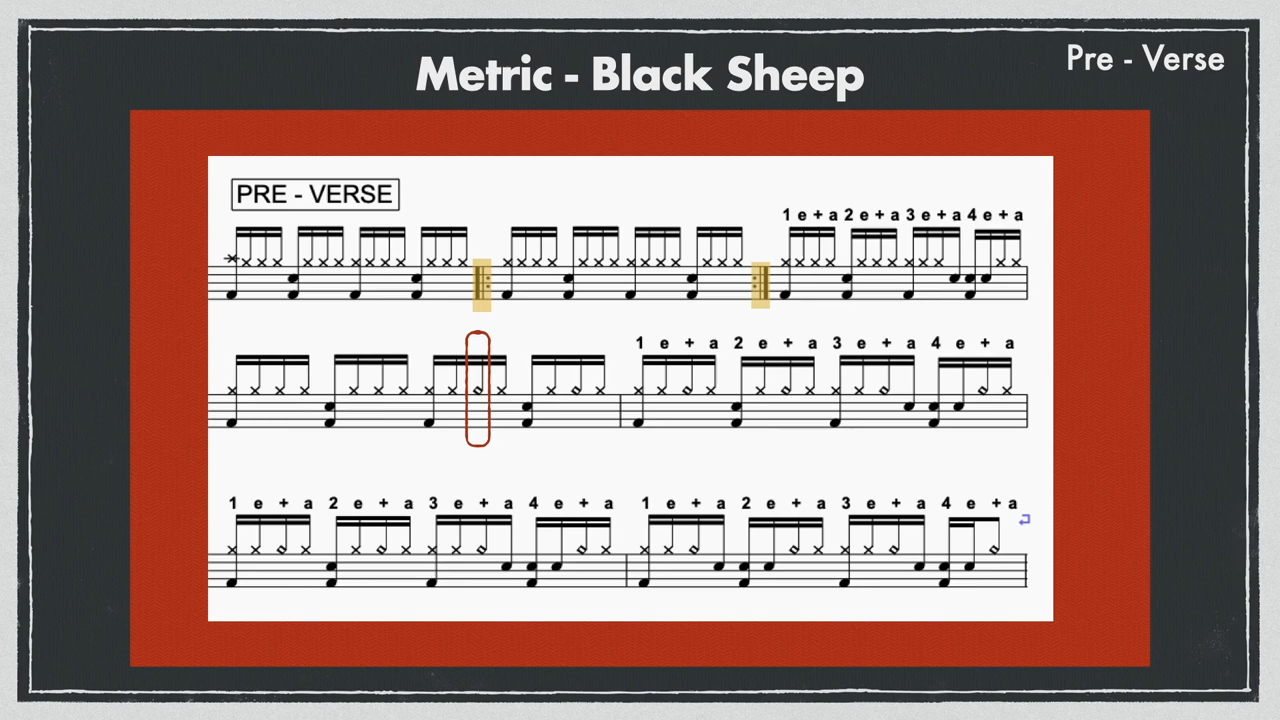 Metric - Black Sheep
Pre - Verse
PRE - VERSE
1 e + a 2 e + a 3 e + a 4 e + a
1 e + a 2 e + a 3 e + a 4 e + a
1 e + a 2 e + a 3 e + a 4 e + a 1 e + a 2 e + a 3 e + a 4 e + a